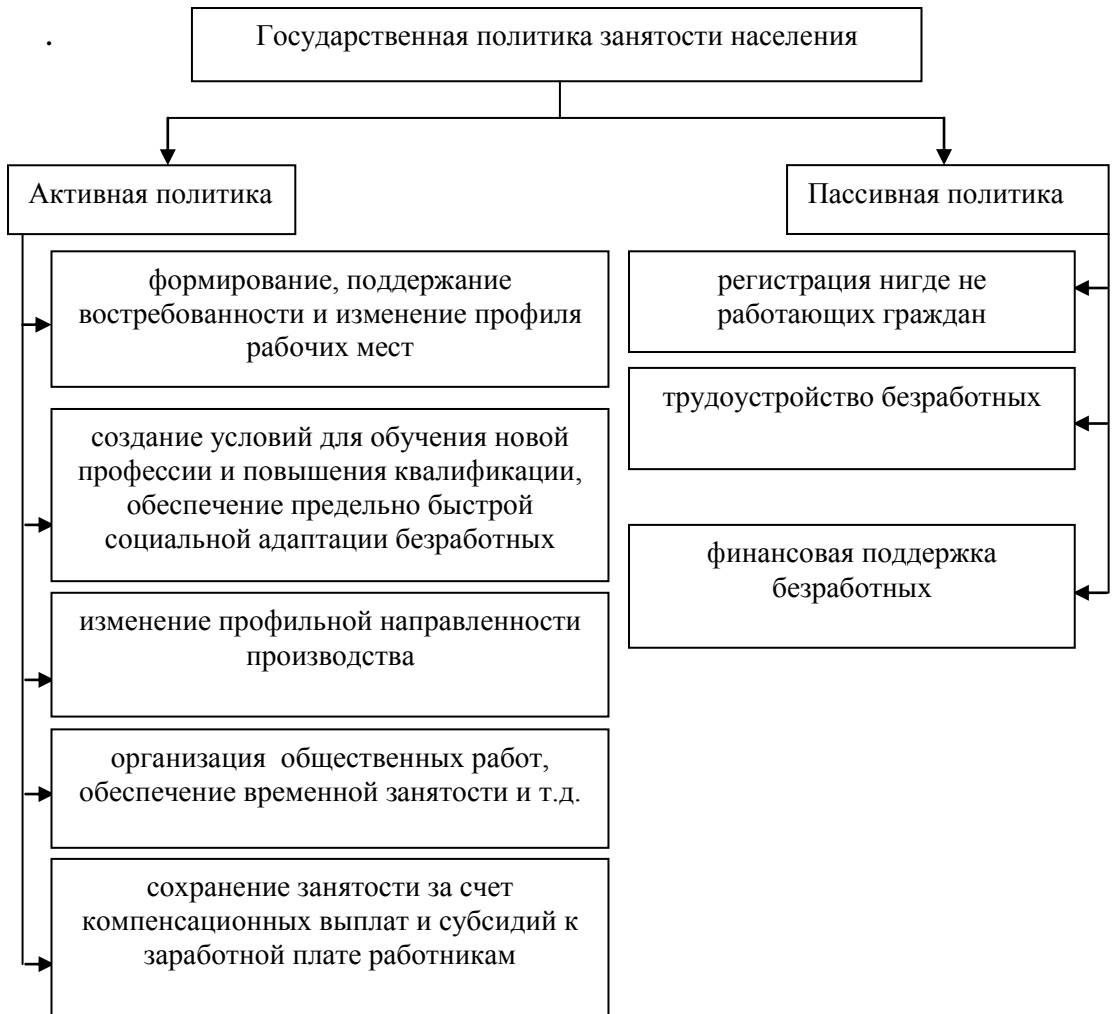 .
Государственная политика занятости населения
Активная политика
Пассивная политика
формирование, поддержание
востребованности и изменение профиля
рабочих мест
создание условий для обучения новой
профессии и повышения квалификации,
обеспечение предельно быстрой
социальной адаптации безработных
изменение профильной направленности
производства
организация  общественных работ,
обеспечение временной занятости и т.д.
сохранение занятости за счет
компенсационных выплат и субсидий к
заработной плате работникам
регистрация нигде не
работающих граждан
трудоустройство безработных
финансовая поддержка
безработных